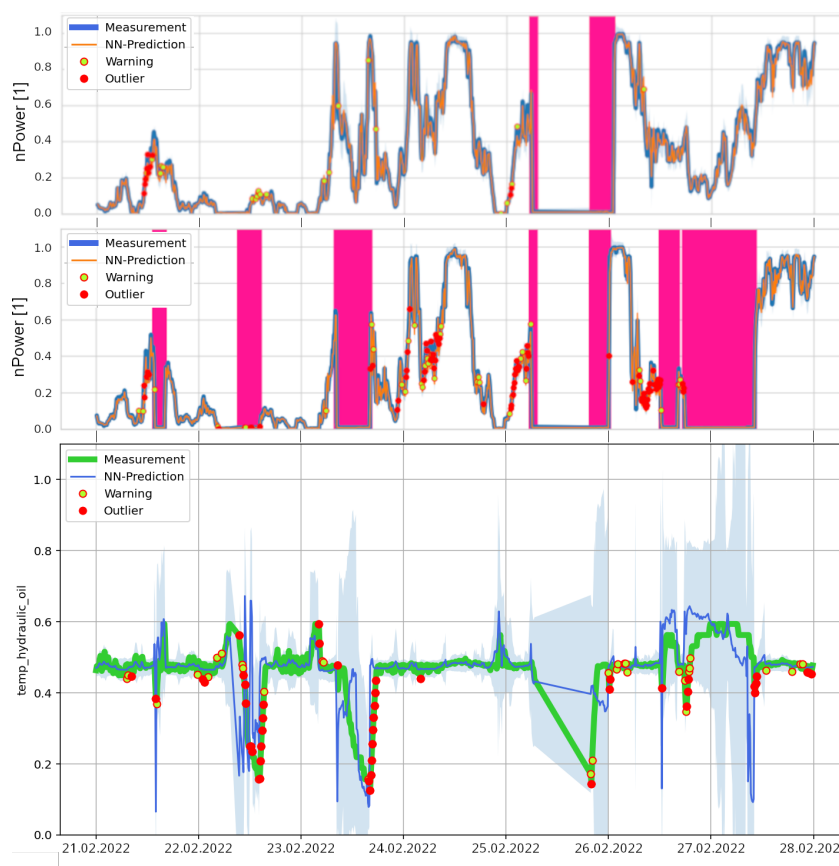 nPower [1]
1.0
0.8
0.6
0.4
0.2
0.0
Measurement
NN-Prediction
Warning
Outlier
nPower [1]
1.0
0.8
0.6
0.4
0.2
0.0
Measurement
NN-Prediction
Warning
Outlier
temp_hydraulic_oil
1.0
0.8
0.6
0.4
0.2
0.0
Measurement
NN-Prediction
Warning
Outlier
21.02.2022 22.02.2022 23.02.2022 24.02.2022 25.02.2022 26.02.2022 27.02.2022 28.02.202